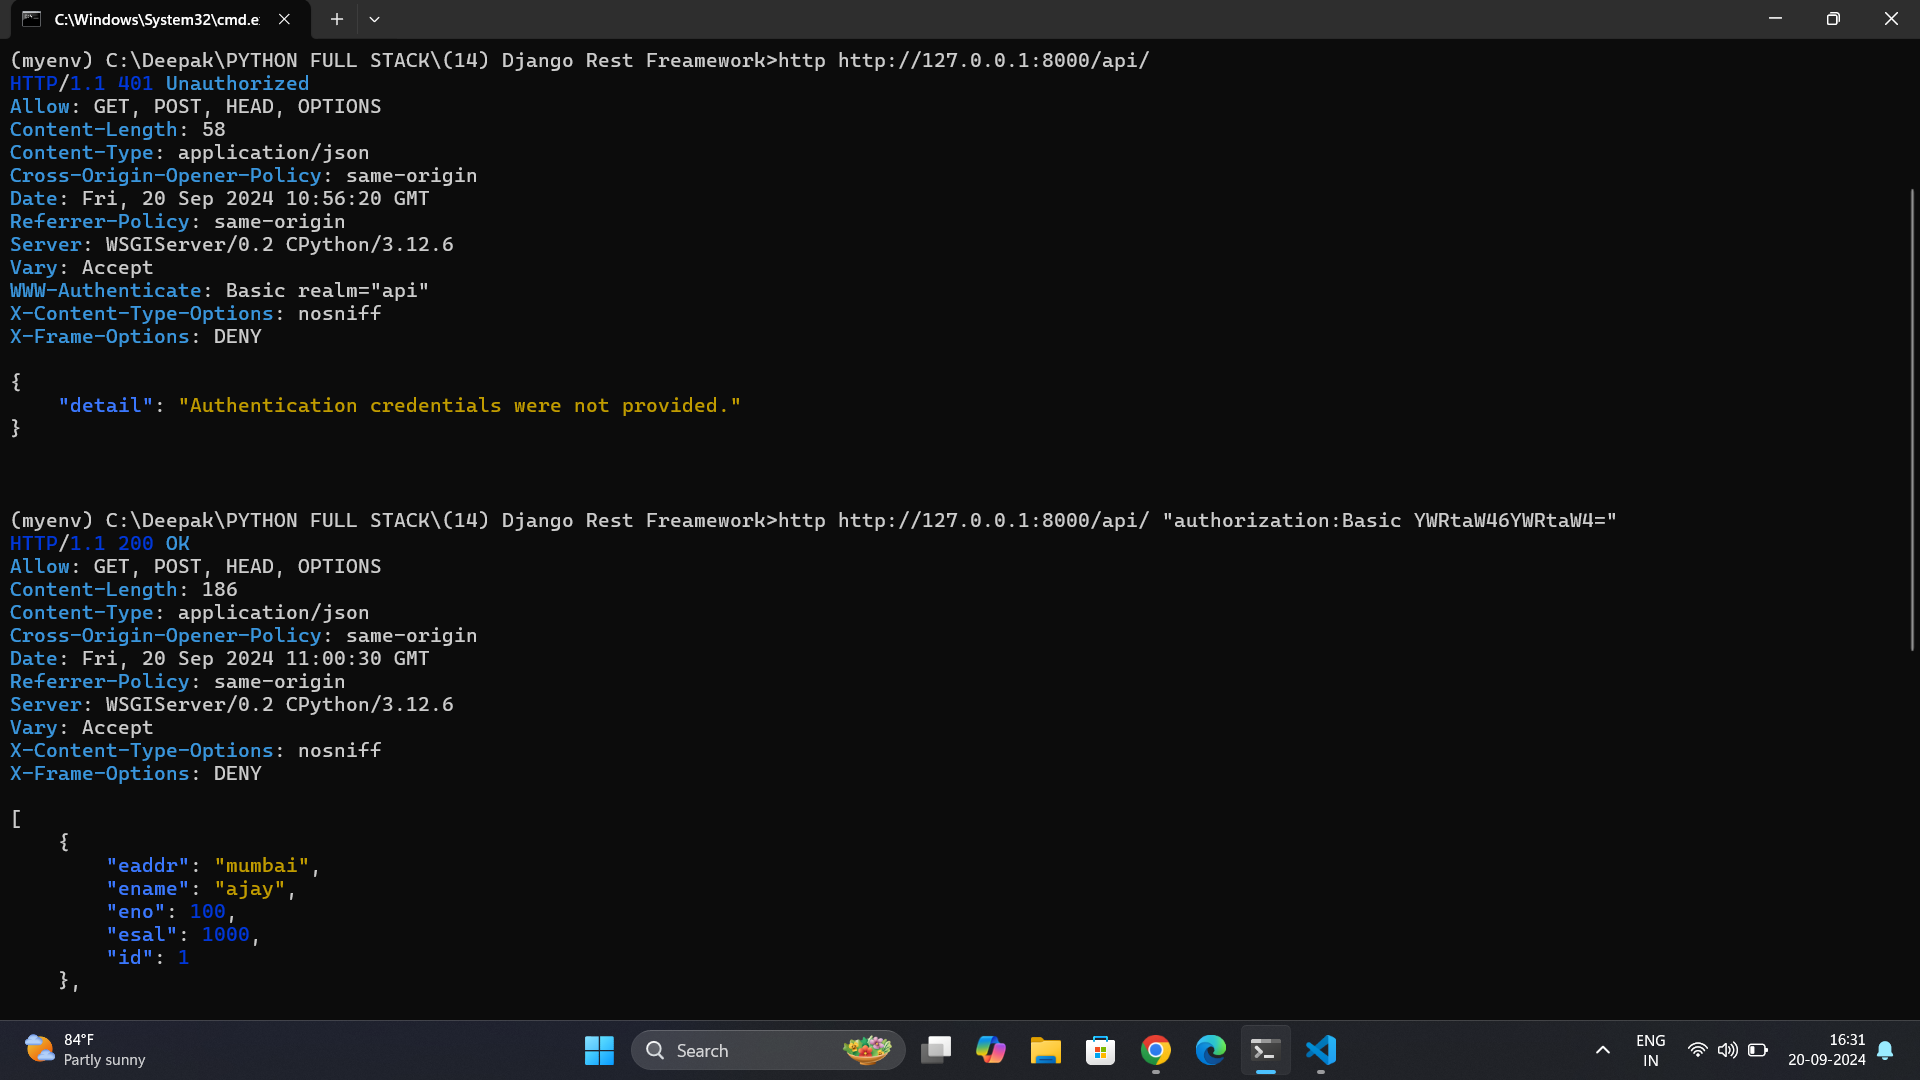 C:\Windows\System32\cmd.e
(myenv) C:\Deepak\PYTHON FULL STACK\(14) Django Rest Freamework>http http://127.0.0.1:8000/api/
HTTP/1.1 401 Unauthorized
Allow: GET, POST, HEAD, OPTIONS
Content-Length: 58
Content-Type: application/json
Cross-Origin-Opener-Policy: same-origin
Date: Fri, 20 Sep 2024 10:56:20 GMT
Referrer-Policy: same-origin
Server: WSGIServer/0.2 CPython/3.12.6
Vary: Accept
WWW-Authenticate: Basic realm="api"
X-Content-Type-Options: nosniff
X-Frame-Options: DENY
{
"detail": "Authentication credentials were not provided."
}
(myenv) C:\Deepak\PYTHON FULL STACK\(14) Django Rest Freamework>http http://127.0.0.1:8000/api/ "authorization:Basic YWRtaW46YWRtaW4="
HTTP/1.1 200 OK
Allow: GET, POST, HEAD, OPTIONS
Content-Length: 186
Content-Type: application/json
Cross-Origin-Opener-Policy: same-origin
Date: Fri, 20 Sep 2024 11:00:30 GMT
Referrer-Policy: same-origin
Server: WSGIServer/0.2 CPython/3.12.6
Vary: Accept
X-Content-Type-Options: nosniff
X-Frame-Options: DENY
[
{
"eaddr": "mumbai",
"ename": "ajay",
"eno": 100,
"esal": 1000,
"id": 1
},
84°F
Partly sunny
Search
ENG
IN
16:31
20-09-2024